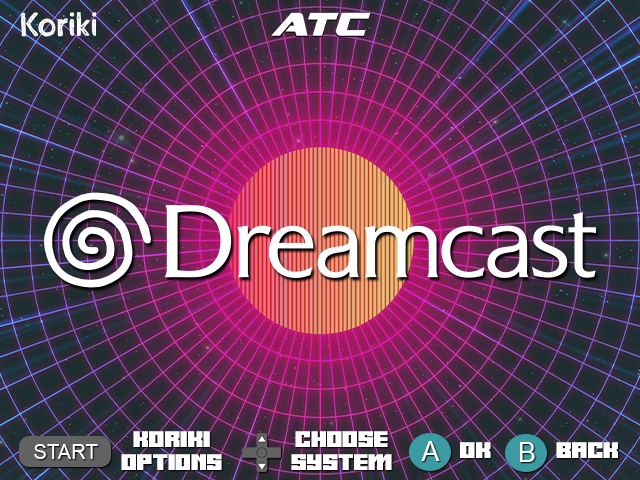 Koriki
ATC
Dreamcast
START
KORIKI
OPTIONS
CHOOSE
SYSTEM
A
OK
B
BACK